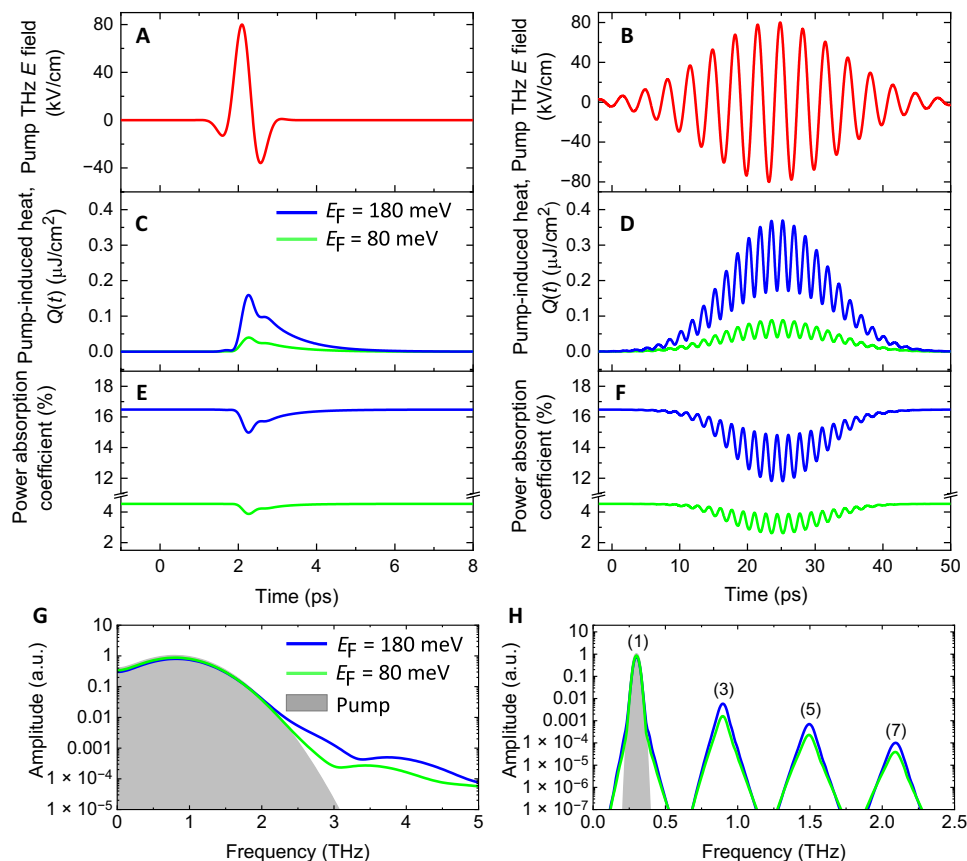 A
Pump THz E field
(kV/cm)
80
40
0
−40
B
Pump THz E field
(kV/cm)
80
40
0
−40
−80
C
Pump-induced heat,
Q(t) (μJ/cm2)
0.4
0.3
0.2
0.1
0.0
EF = 180 meV
EF = 80 meV
D
Pump-induced heat,
Q(t) (μJ/cm2)
0.4
0.3
0.2
0.1
0.0
E
Power absorption
coefficient (%)
18
16
14
12
4
2
0 2 4 6 8
Time (ps)
F
Power absorption
coefficient (%)
18
16
14
12
4
2
0 10 20 30 40 50
Time (ps)
G
Amplitude (a.u.)
1
0.1
0.01
0.001
1 × 10-4
1 × 10-5
EF = 180 meV
EF = 80 meV
Pump
0 1 2 3 4 5
Frequency (THz)
H
Amplitude (a.u.)
1
0.1
0.01
0.001
1 × 10-4
1 × 10-5
1 × 10-6
1 × 10-7
(1)
(3)
(5)
(7)
0.0 0.5 1.0 1.5 2.0 2.5
Frequency (THz)